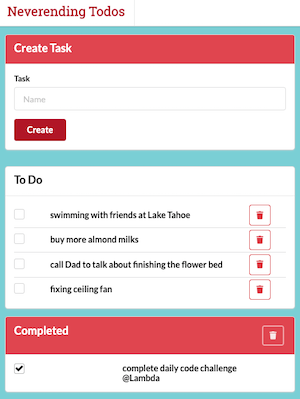 Neverending Todos
Create Task
Task
Name
Create
To Do
swimming with friends at Lake Tahoe
buy more almond milks
call Dad to talk about finishing the flower bed
fixing ceiling fan
Completed
complete daily code challenge
@Lambda